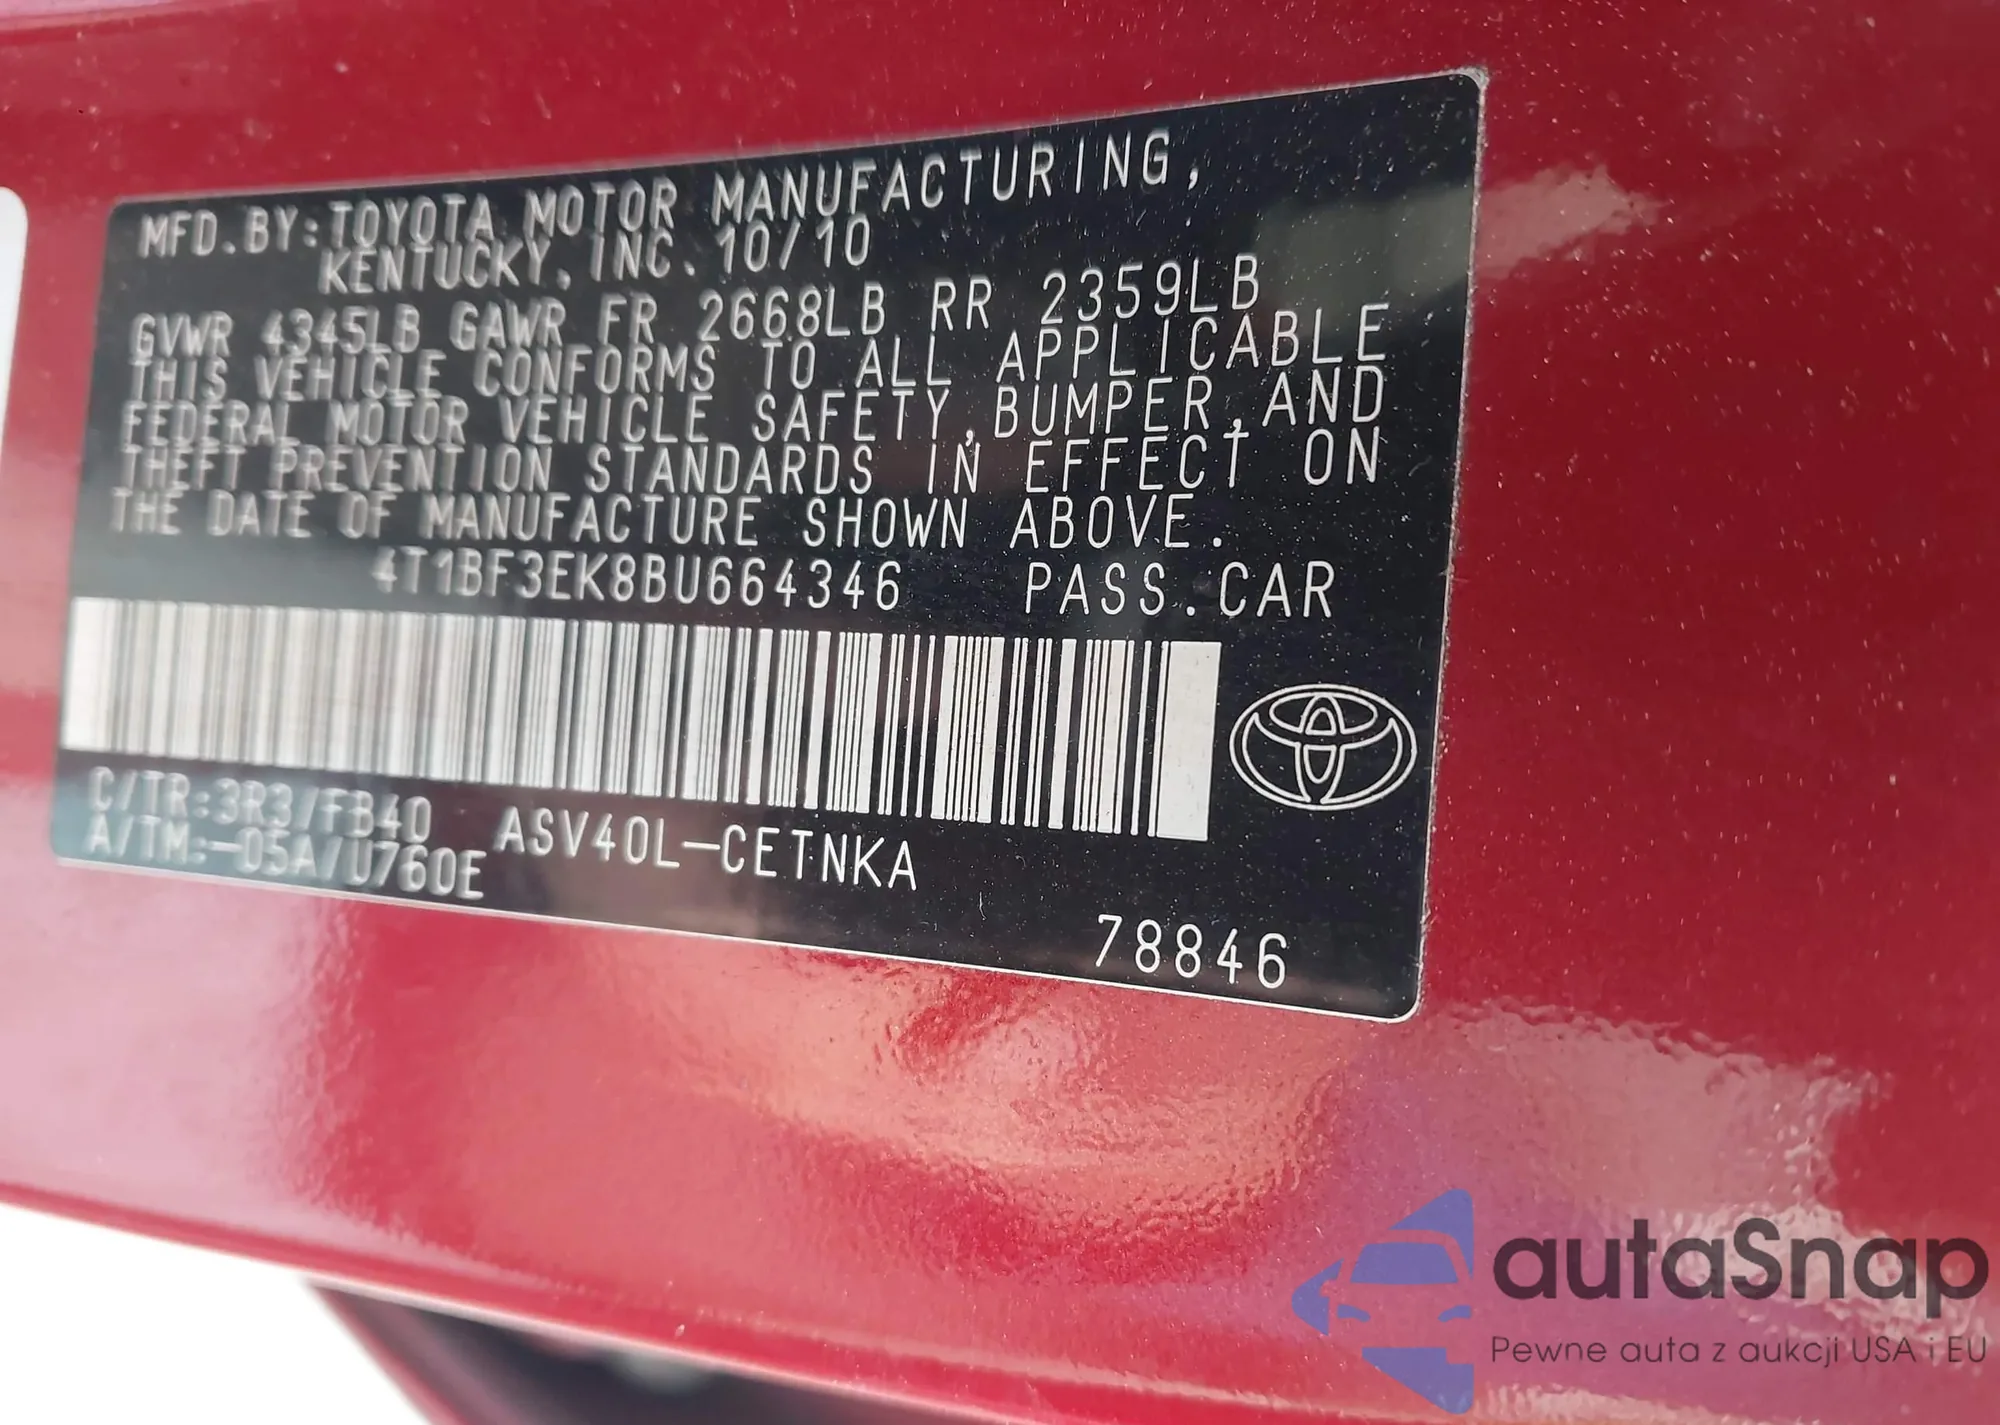 MFD.BY:TOYOTA MOTOR MANUFACTURING,
KENTUCKY, INC. 10/10
GVWR 4345LB GAWR FR 2668LB RR 2359LB
THIS VEHICLE CONFORMS TO ALL APPLICABLE
FEDERAL MOTOR VEHICLE SAFETY,BUMPER,AND
THEFT PREVENTION STANDARDS IN EFFECT ON
THE DATE OF MANUFACTURE SHOWN ABOVE.
4T1BF3EK8BU664346 PASS.CAR
C/TR:3R3/FB40 ASV40L-CETNKA
A/TM:-05A/U760E
78846
autaSnap
Pewne auta z aukcji USA i EU